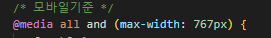 /* 모바일기준 */
@media all and (max-width: 767px) {